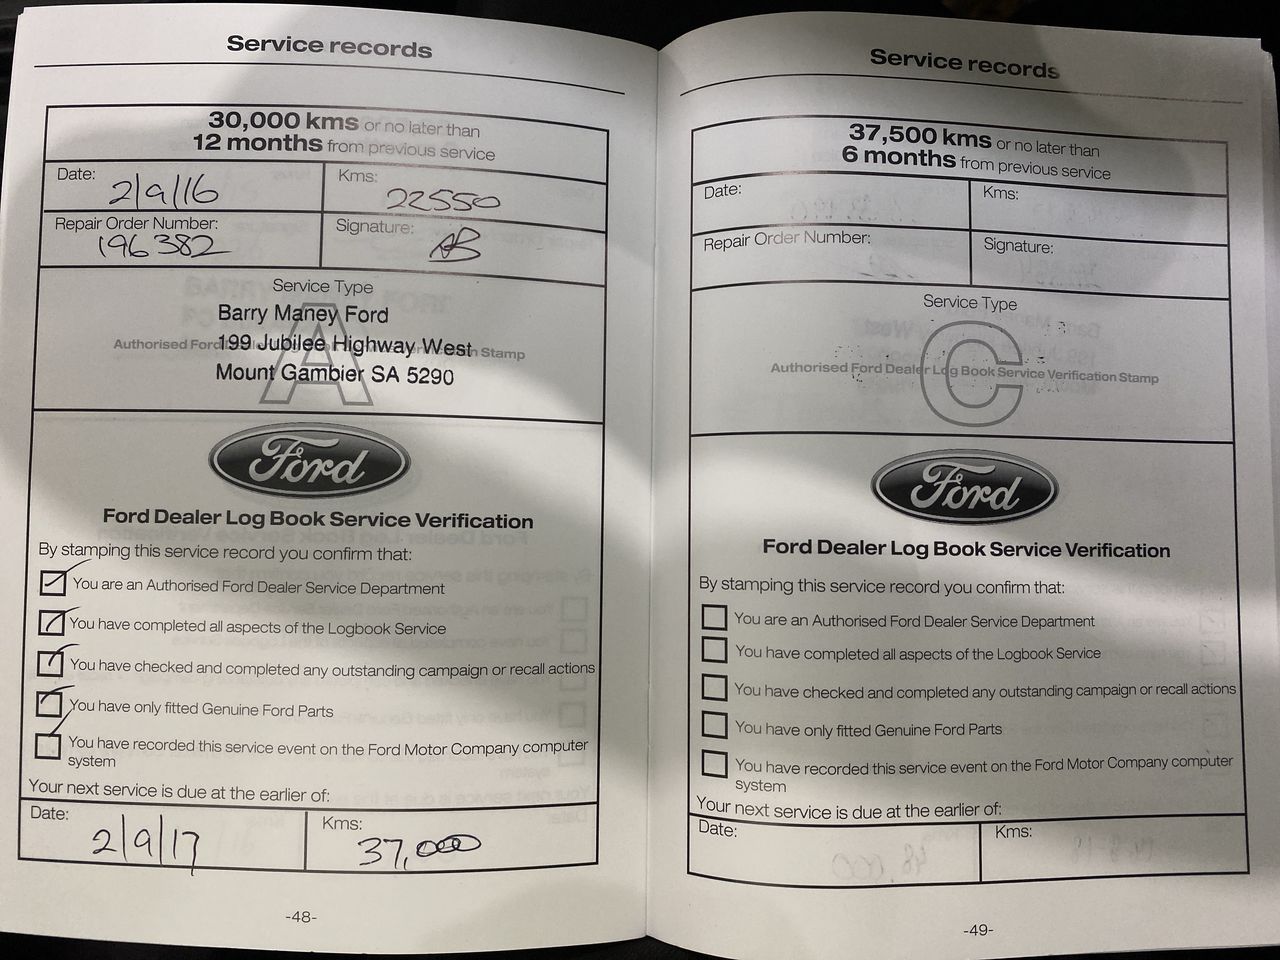 Service records
30,000 kms or no later than
12 months from previous service
Date: 2/9/16
Kms: 22550
Repair Order Number: 196382
Signature: AB
Service Type
A
Barry Maney Ford
199 Jubilee Highway West
Mount Gambier SA 5290
Authorised Ford Stamp
Ford
Ford Dealer Log Book Service Verification
By stamping this service record you confirm that:
You are an Authorised Ford Dealer Service Department
You have completed all aspects of the Logbook Service
You have checked and completed any outstanding campaign or recall actions
You have only fitted Genuine Ford Parts
You have recorded this service event on the Ford Motor Company computer
system
Your next service is due at the earlier of:
Date: 2/9/17
Kms: 37,000
-48-
Service records
37,500 kms or no later than
6 months from previous service
Date:
Kms:
Repair Order Number:
Signature:
Service Type
C
Authorised Ford Dealer Log Book Service Verification Stamp
Ford
Ford Dealer Log Book Service Verification
By stamping this service record you confirm that:
You are an Authorised Ford Dealer Service Department
You have completed all aspects of the Logbook Service
You have checked and completed any outstanding campaign or recall actions
You have only fitted Genuine Ford Parts
You have recorded this service event on the Ford Motor Company computer
system
Your next service is due at the earlier of:
Date:
Kms:
-49-